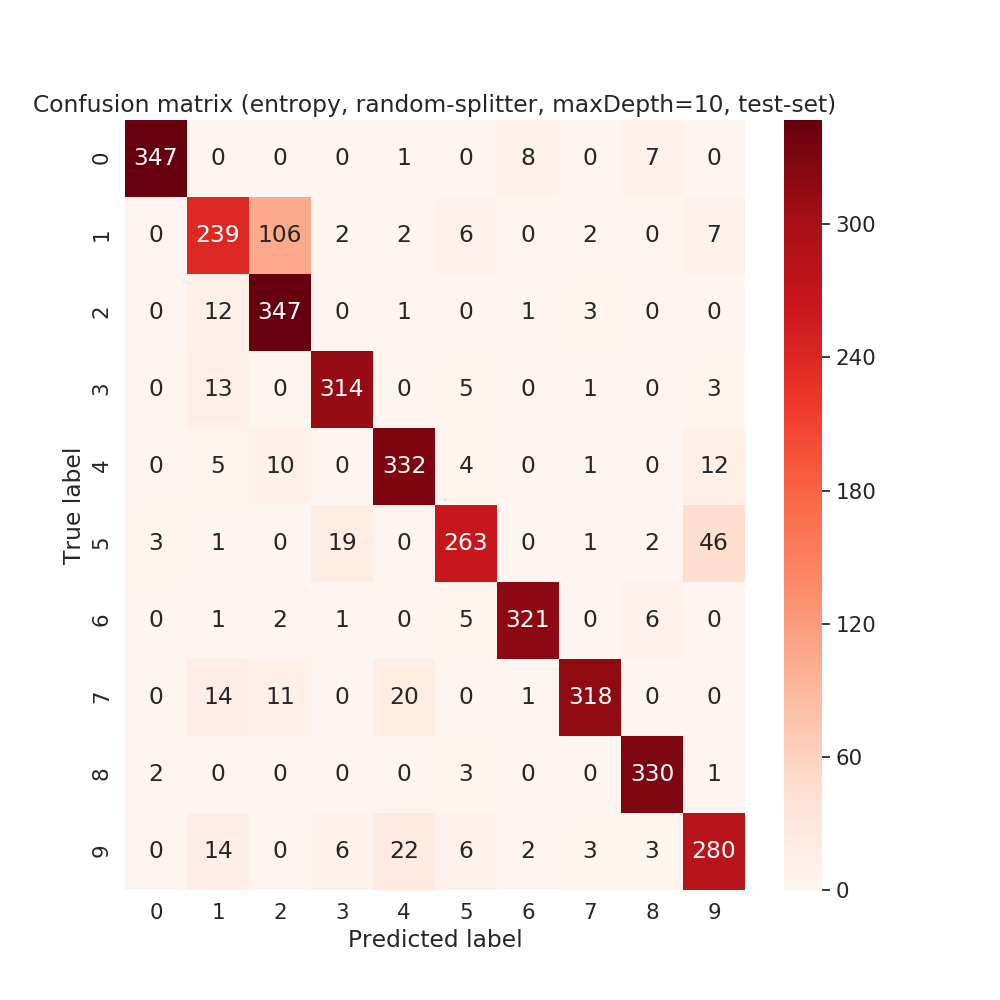 Confusion matrix (entropy, random-splitter, maxDepth=10, test-set)
0 347 0 0 0 1 0 8 0 7 0
1 0 239 106 2 2 6 0 2 0 7
2 0 12 347 0 1 0 1 3 0 0
3 0 13 0 314 0 5 0 1 0 3
4 0 5 10 0 332 4 0 1 0 12
5 3 1 0 19 0 263 0 1 2 46
6 0 1 2 1 0 5 321 0 6 0
7 0 14 11 0 20 0 1 318 0 0
8 2 0 0 0 0 3 0 0 330 1
9 0 14 0 6 22 6 2 3 3 280
0 1 2 3 4 5 6 7 8 9
Predicted label
True label
300
240
180
120
60
0